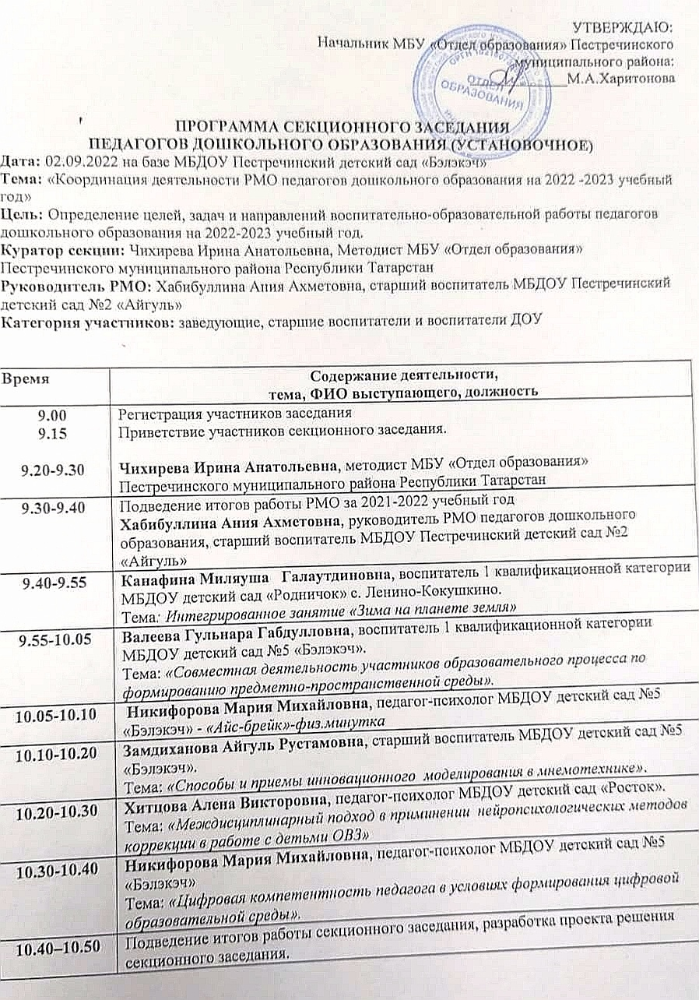 УТВЕРЖДАЮ:
Начальник МБУ «Отдел образования» Пестречинского
муниципального района:
М.А.Харитонова
ОТДЕЛ
ОБРАЗОВАНИЯ
ПРОГРАММА СЕКЦИОННОГО ЗАСЕДАНИЯ
ПЕДАГОГОВ ДОШКОЛЬНОГО ОБРАЗОВАНИЯ (УСТАНОВОЧНОЕ)
Дата: 02.09.2022 на базе МБДОУ Пестречинский детский сад «Бэлэкэч»
Тема: «Координация деятельности РМО педагогов дошкольного образования на 2022 -2023 учебный
год»
Цель: Определение целей, задач и направлений воспитательно-образовательной работы педагогов
дошкольного образования на 2022-2023 учебный год.
Куратор секции: Чихирева Ирина Анатольевна, Методист МБУ «Отдел образования»
Пестречинского муниципального района Республики Татарстан
Руководитель РМО: Хабибуллина Ания Ахметовна, старший воспитатель МБДОУ Пестречинский
детский сад №2 «Айгуль»
Категория участников: заведующие, старшие воспитатели и воспитатели ДОУ
Время
Содержание деятельности,
тема, ФИО выступающего, должность
9.00 Регистрация участников заседания
9.15 Приветствие участников секционного заседания.
9.20-9.30 Чихирева Ирина Анатольевна, методист МБУ «Отдел образования»
Пестречинского муниципального района Республики Татарстан
9.30-9.40 Подведение итогов работы РМО за 2021-2022 учебный год
Хабибуллина Ания Ахметовна, руководитель РМО педагогов дошкольного
образования, старший воспитатель МБДОУ Пестречинский детский сад №2
«Айгуль»
9.40-9.55 Канафина Миляуша Галаутдиновна, воспитатель 1 квалификационной категории
МБДОУ детский сад «Родничок» с. Ленино-Кокушкино.
Тема: Интегрированное занятие «Зима на планете земля»
9.55-10.05 Валеева Гульнара Габдулловна, воспитатель 1 квалификационной категории
МБДОУ детский сад №5 «Бэлэкэч».
Тема: «Совместная деятельность участников образовательного процесса по
формированию предметно-пространственной среды».
10.05-10.10 Никифорова Мария Михайловна, педагог-психолог МБДОУ детский сад №5
«Бэлэкэч» - «Айс-брейк»-физ.минутка
10.10-10.20 Замдиханова Айгуль Рустамовна, старший воспитатель МБДОУ детский сад №5
«Бэлэкэч».
Тема: «Способы и приемы инновационного моделирования в мнемотехнике».
10.20-10.30 Хитцова Алена Викторовна, педагог-психолог МБДОУ детский сад «Росток».
Тема: «Междисциплинарный подход в приминении нейропсихологических методов
коррекции в работе с детьми ОВЗ»
10.30-10.40 Никифорова Мария Михайловна, педагог-психолог МБДОУ детский сад №5
«Бэлэкэч»
Тема: «Цифровая компетентность педагога в условиях формирования цифровой
образовательной среды».
10.40–10.50 Подведение итогов работы секционного заседания, разработка проекта решения
секционного заседания.